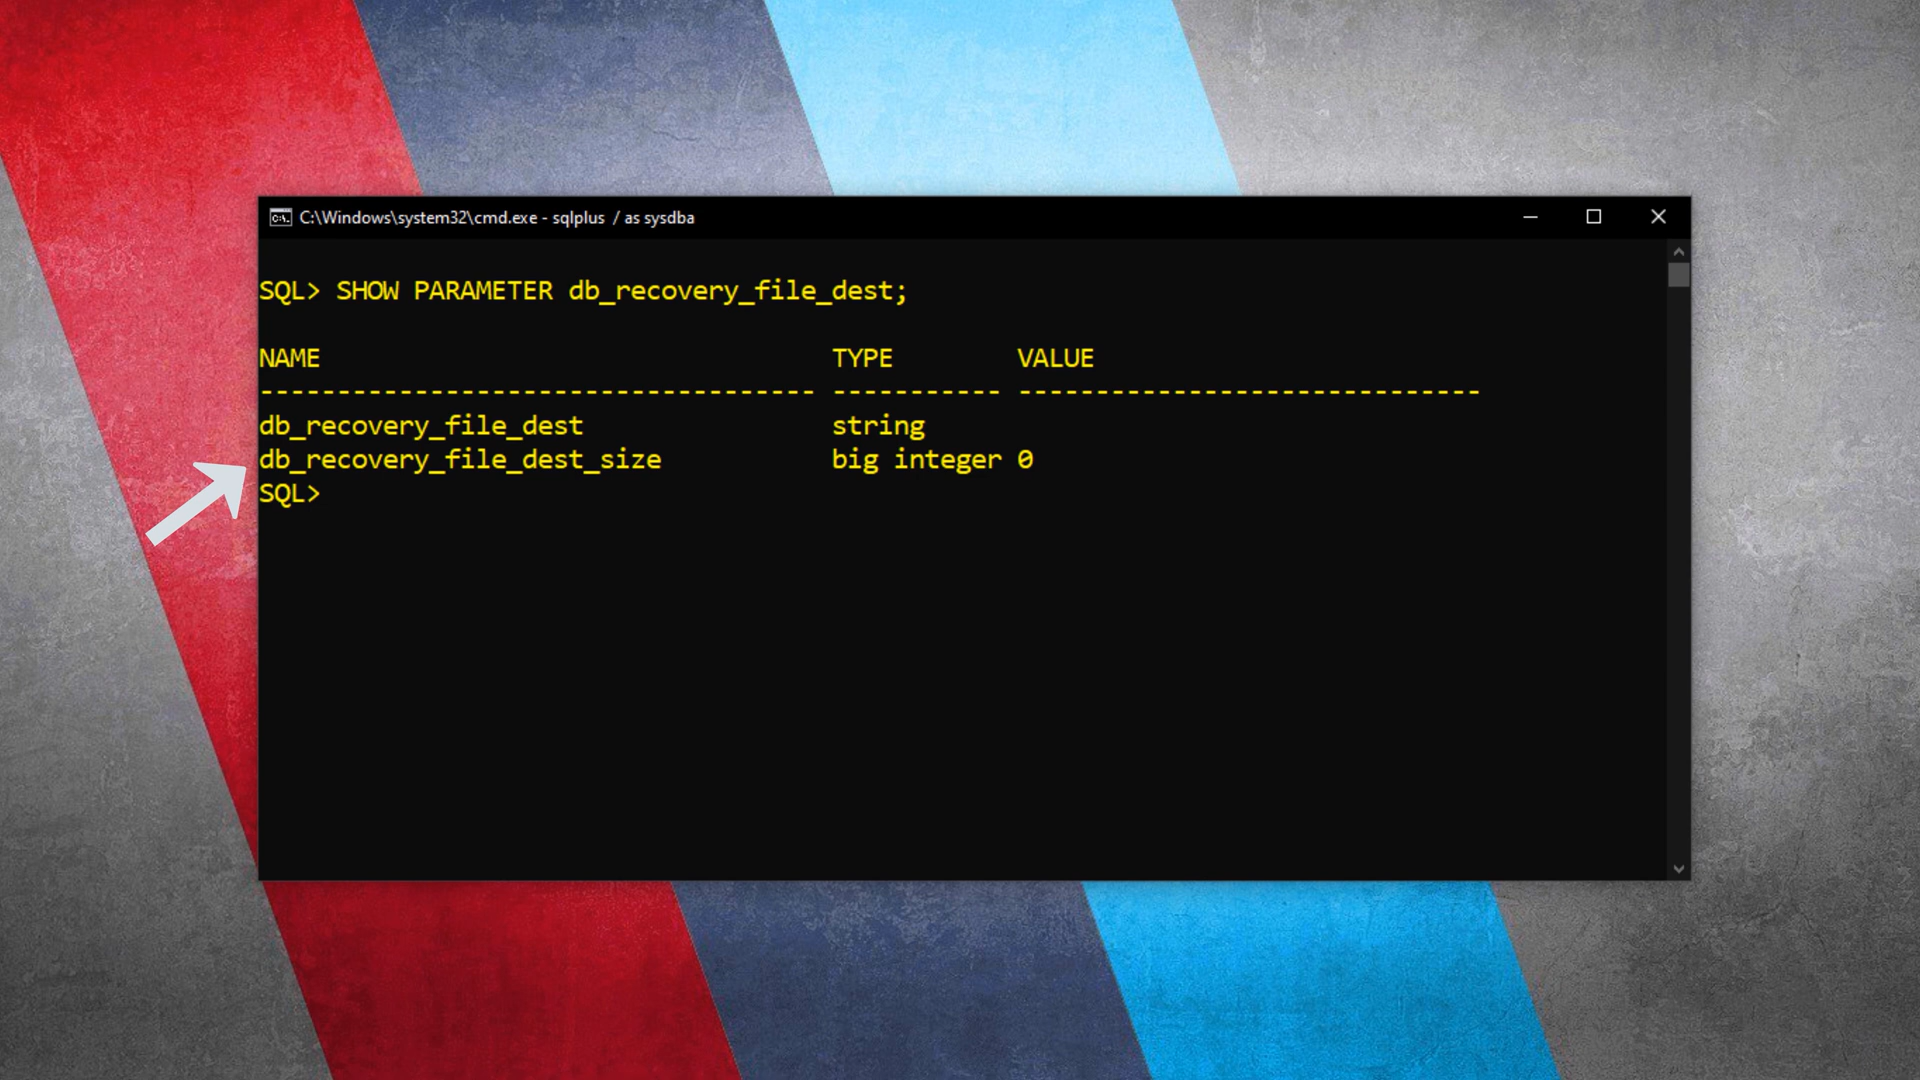 C:\Windows\system32\cmd.exe - sqlplus / as sysdba
SQL> SHOW PARAMETER db_recovery_file_dest;
NAME TYPE VALUE
------------------------------------ ----------- ------------------------------
db_recovery_file_dest string
db_recovery_file_dest_size big integer 0
SQL>